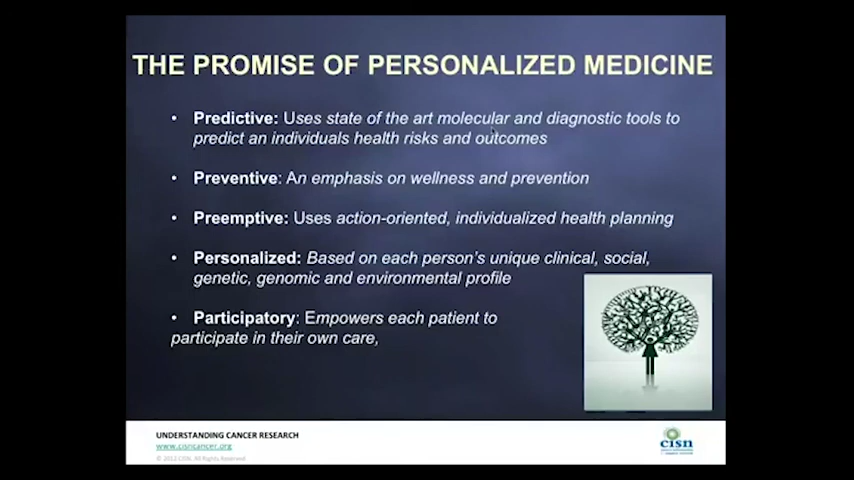 THE PROMISE OF PERSONALIZED MEDICINE
• Predictive: Uses state of the art molecular and diagnostic tools to
predict an individuals health risks and outcomes
• Preventive: An emphasis on wellness and prevention
• Preemptive: Uses action-oriented, individualized health planning
• Personalized: Based on each person's unique clinical, social,
genetic, genomic and environmental profile
• Participatory: Empowers each patient to
participate in their own care,
UNDERSTANDING CANCER RESEARCH
www.cisncancer.org
© 2012 CISN. All Rights Reserved
cisn